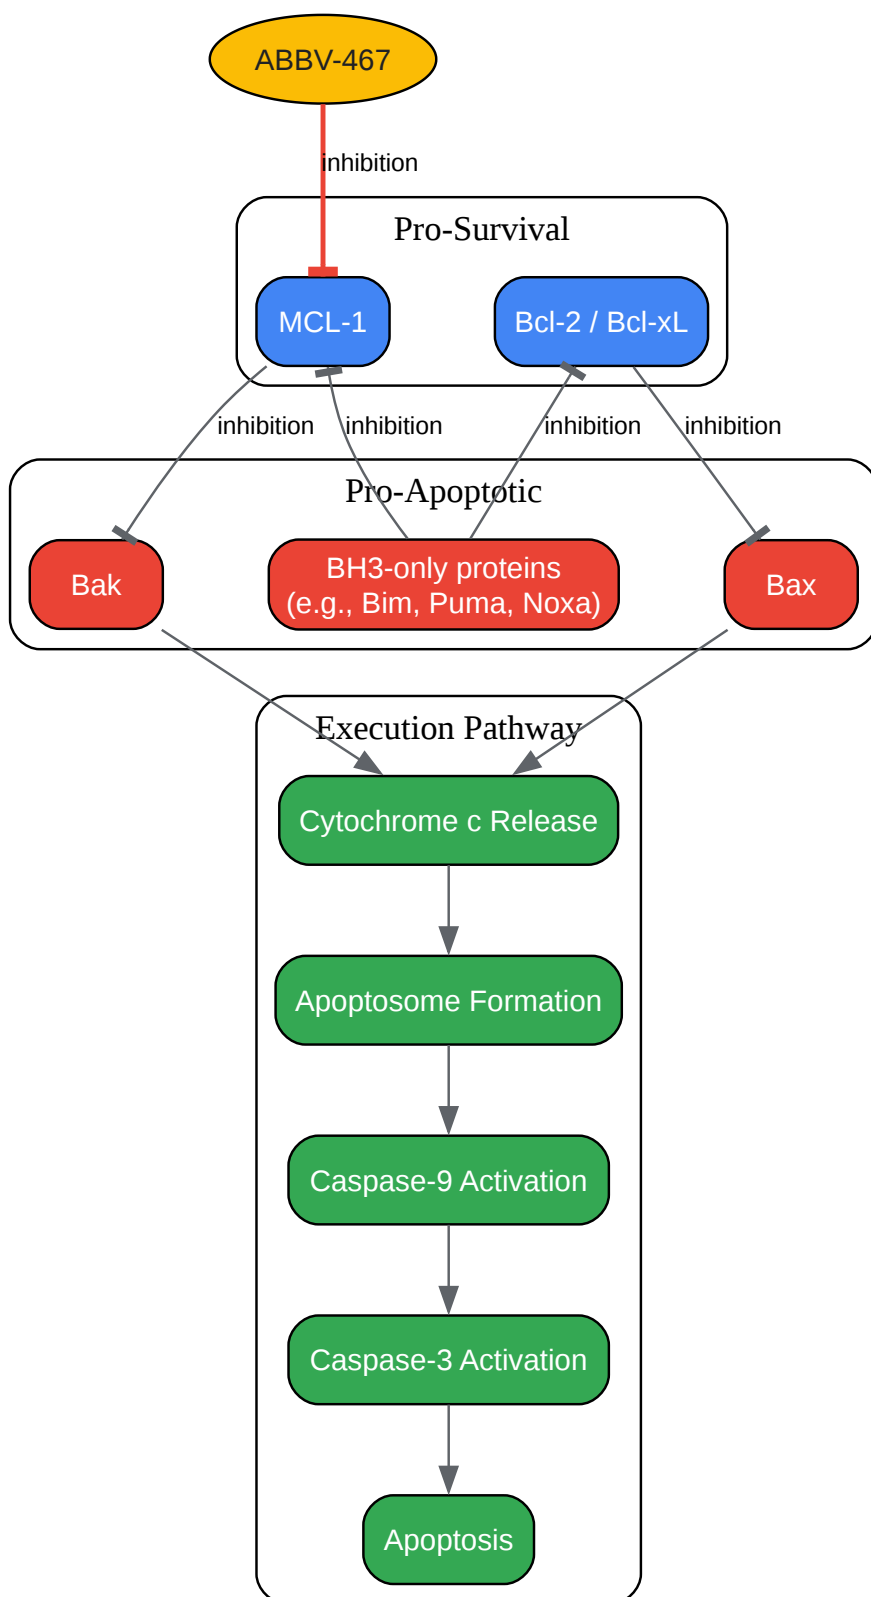 ABBV-467
inhibition
Pro-Survival
MCL-1
Bcl-2 / Bcl-xL
inhibition
inhibition
inhibition
inhibition
Pro-Apoptotic
Bak
BH3-only proteins
(e.g., Bim, Puma, Noxa)
Bax
Execution Pathway
Cytochrome c Release
Apoptosome Formation
Caspase-9 Activation
Caspase-3 Activation
Apoptosis